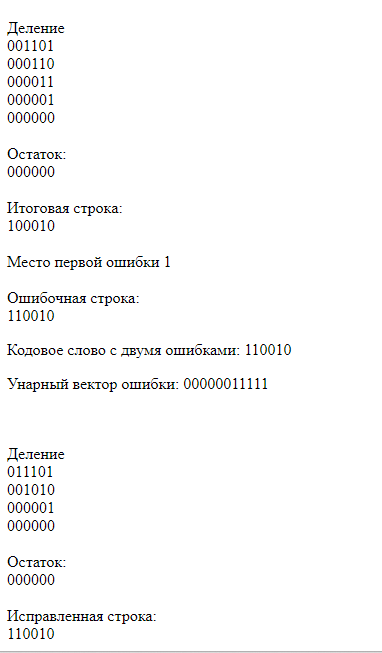 Деление
001101
000110
000011
000001
000000
Остаток:
000000
Итоговая строка:
100010
Место первой ошибки 1
Ошибочная строка:
110010
Кодовое слово с двумя ошибками: 110010
Унарный вектор ошибки: 00000011111
Деление
011101
001010
000001
000000
Остаток:
000000
Исправленная строка:
110010